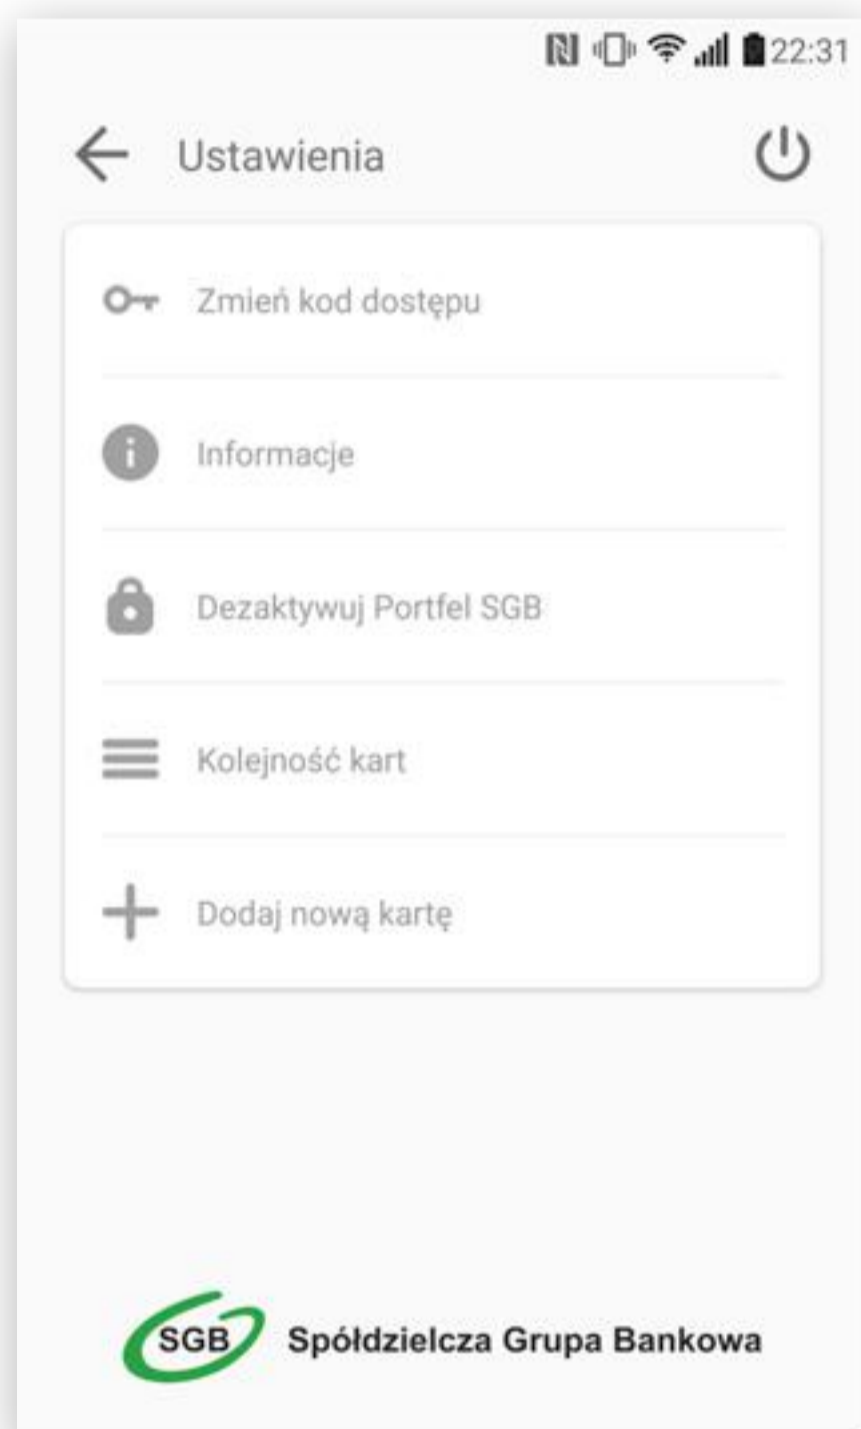 22:31
Ustawienia
Zmień kod dostępu
Informacje
Dezaktywuj Portfel SGB
Kolejność kart
Dodaj nową kartę
SGB Spółdzielcza Grupa Bankowa